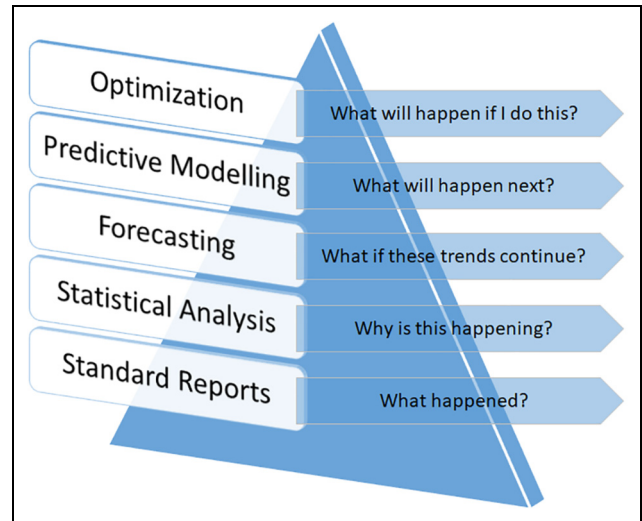 Optimization
What will happen if I do this?
Predictive Modelling
What will happen next?
Forecasting
What if these trends continue?
Statistical Analysis
Why is this happening?
Standard Reports
What happened?